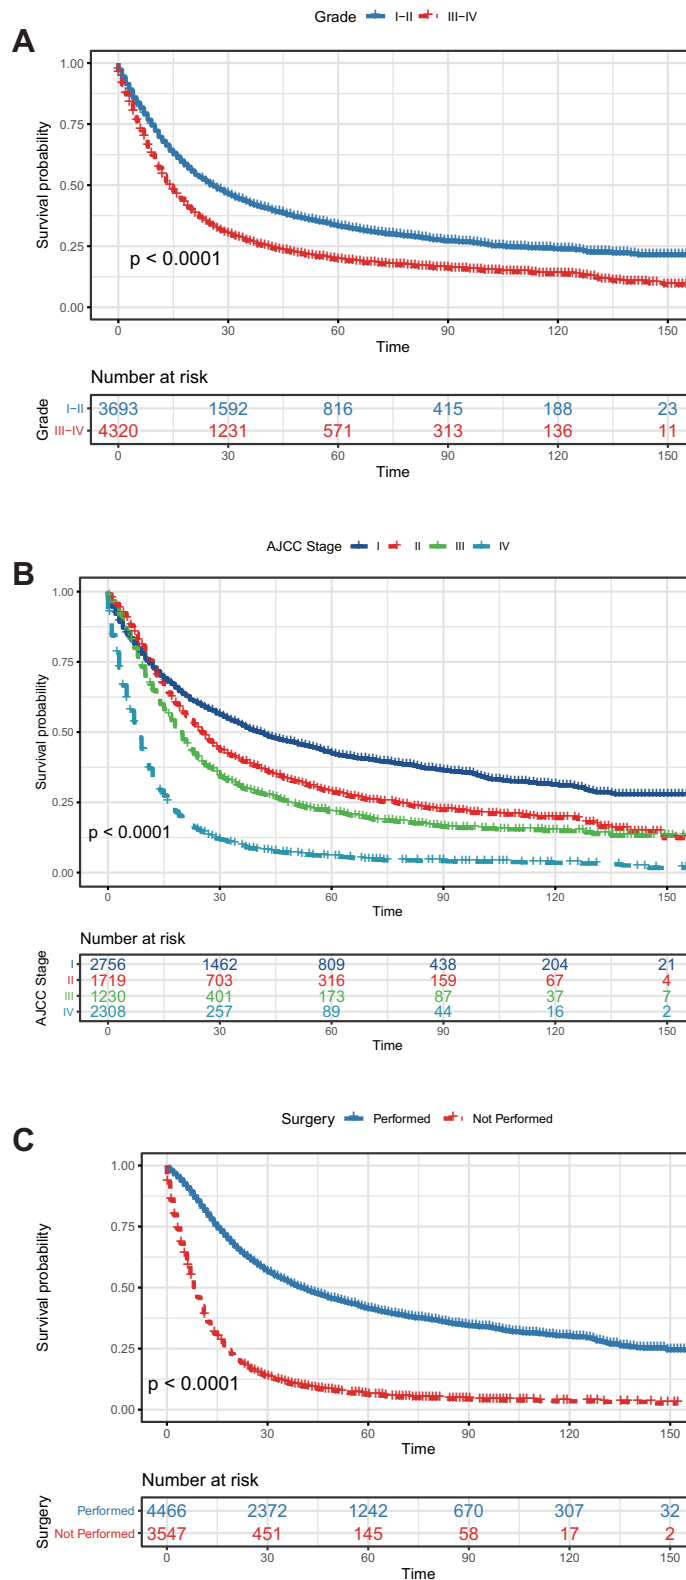 Grade I−II III−IV
A
1.00
0.75
0.50
0.25
0.00
Survival probability
p < 0.0001
0 30 60 90 120 150
Time
Number at risk
Grade
I−II 3693 1592 816 415 188 23
III−IV 4320 1231 571 313 136 11
0 30 60 90 120 150
Time
AJCC Stage I II III IV
B
1.00
0.75
0.50
0.25
0.00
Survival probability
p < 0.0001
0 30 60 90 120 150
Time
Number at risk
AJCC Stage
I 2756 1462 809 438 204 21
II 1719 703 316 159 67 4
III 1230 401 173 87 37 7
IV 2308 257 89 44 16 2
0 30 60 90 120 150
Time
Surgery Performed Not Performed
C
1.00
0.75
0.50
0.25
0.00
Survival probability
p < 0.0001
0 30 60 90 120 150
Time
Number at risk
Surgery
Performed 4466 2372 1242 670 307 32
Not Performed 3547 451 145 58 17 2
0 30 60 90 120 150
Time